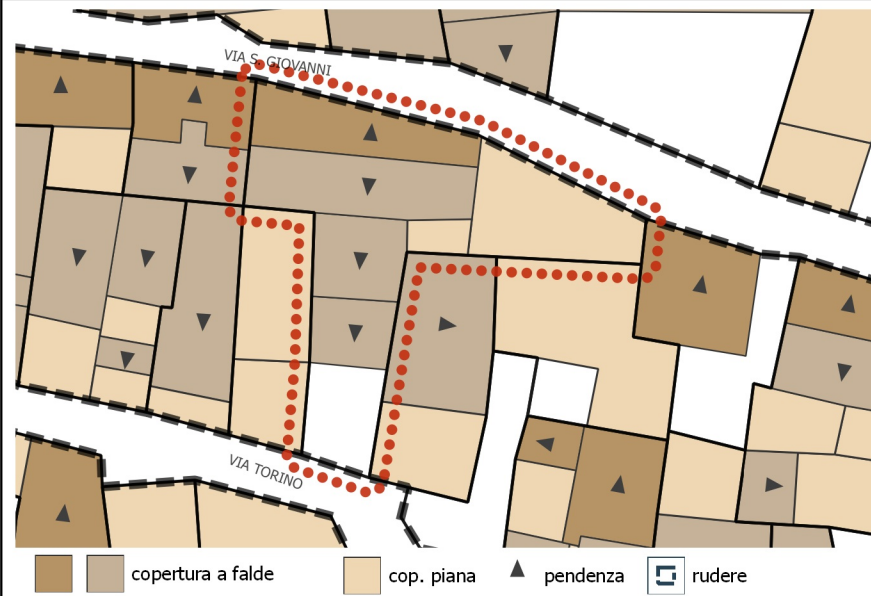 VIA S. GIOVANNI
VIA TORINO
copertura a falde
cop. piana
pendenza
rudere